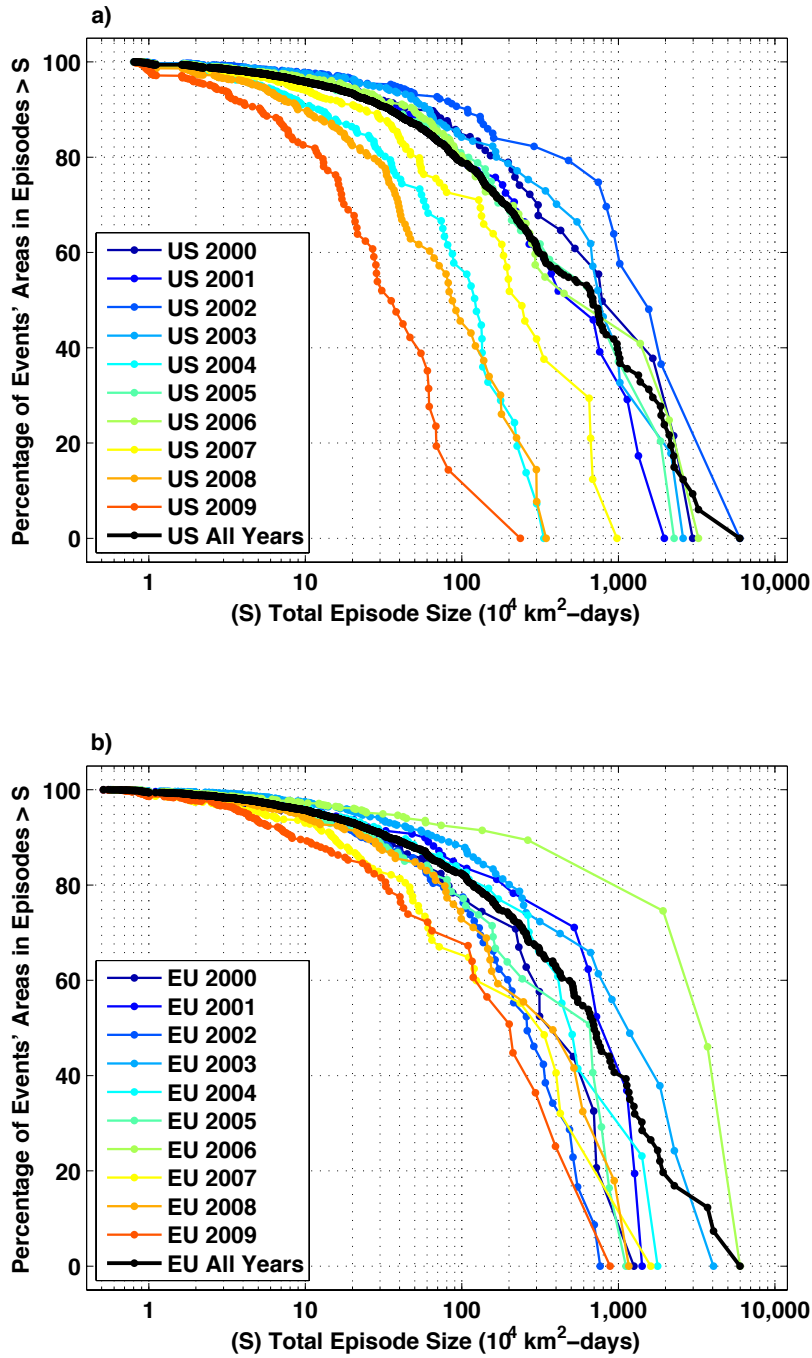 a)
Percentage of Events' Areas in Episodes > S
100
80
60
40
20
0
US 2000
US 2001
US 2002
US 2003
US 2004
US 2005
US 2006
US 2007
US 2008
US 2009
US All Years
1 10 100 1,000 10,000
(S) Total Episode Size (10⁴ km²−days)
b)
Percentage of Events' Areas in Episodes > S
100
80
60
40
20
0
EU 2000
EU 2001
EU 2002
EU 2003
EU 2004
EU 2005
EU 2006
EU 2007
EU 2008
EU 2009
EU All Years
1 10 100 1,000 10,000
(S) Total Episode Size (10⁴ km²−days)